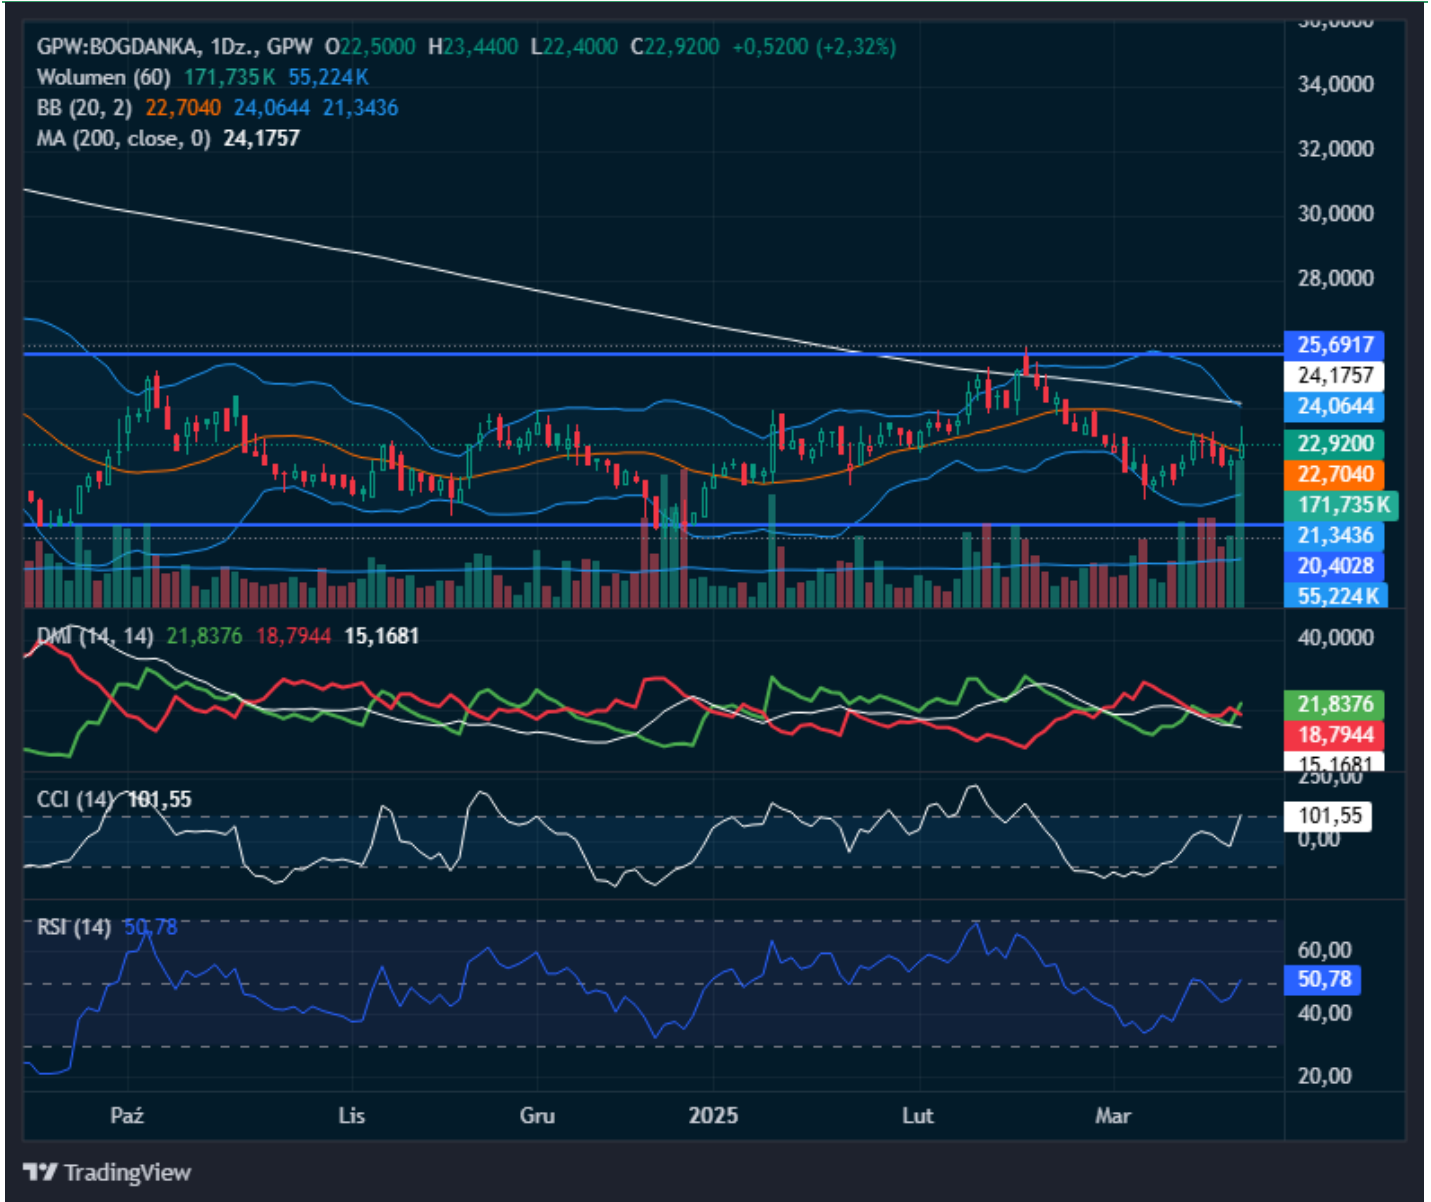 GPW:BOGDANKA, 1Dz., GPW O22,5000 H23,4400 L22,4000 C22,9200 +0,5200 (+2,32%)
Wolumen (60) 171,735K 55,224K
BB (20, 2) 22,7040 24,0644 21,3436
MA (200, close, 0) 24,1757
34,0000
32,0000
30,0000
28,0000
25,6917
24,1757
24,0644
22,9200
22,7040
171,735K
21,3436
20,4028
55,224K
DMI (14, 14) 21,8376 18,7944 15,1681
40,0000
21,8376
18,7944
15,1681
250,00
CCI (14) 101,55
101,55
0,00
RSI (14) 50,78
60,00
50,78
40,00
20,00
Paź Lis Gru 2025 Lut Mar
TradingView